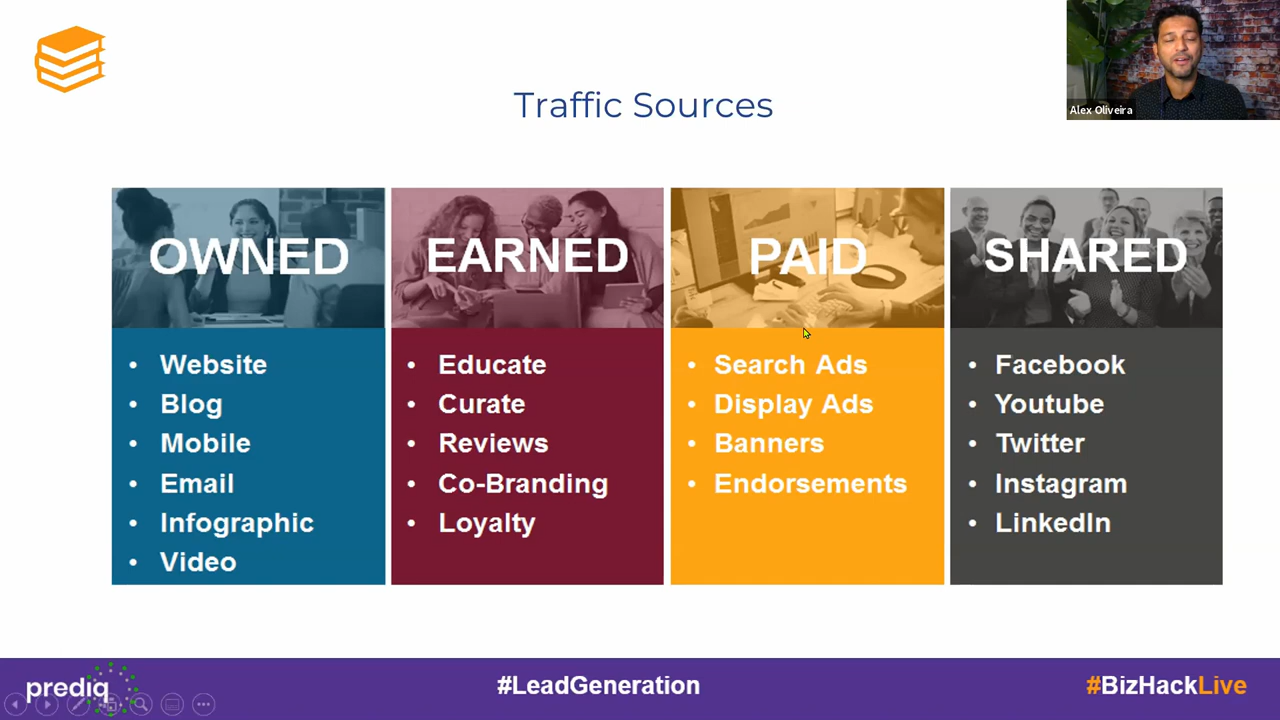 Alex Oliveira
Traffic Sources
OWNED
Website
Blog
Mobile
Email
Infographic
Video
EARNED
Educate
Curate
Reviews
Co-Branding
Loyalty
PAID
Search Ads
Display Ads
Banners
Endorsements
SHARED
Facebook
Youtube
Twitter
Instagram
LinkedIn
prediq
#LeadGeneration
#BizHackLive